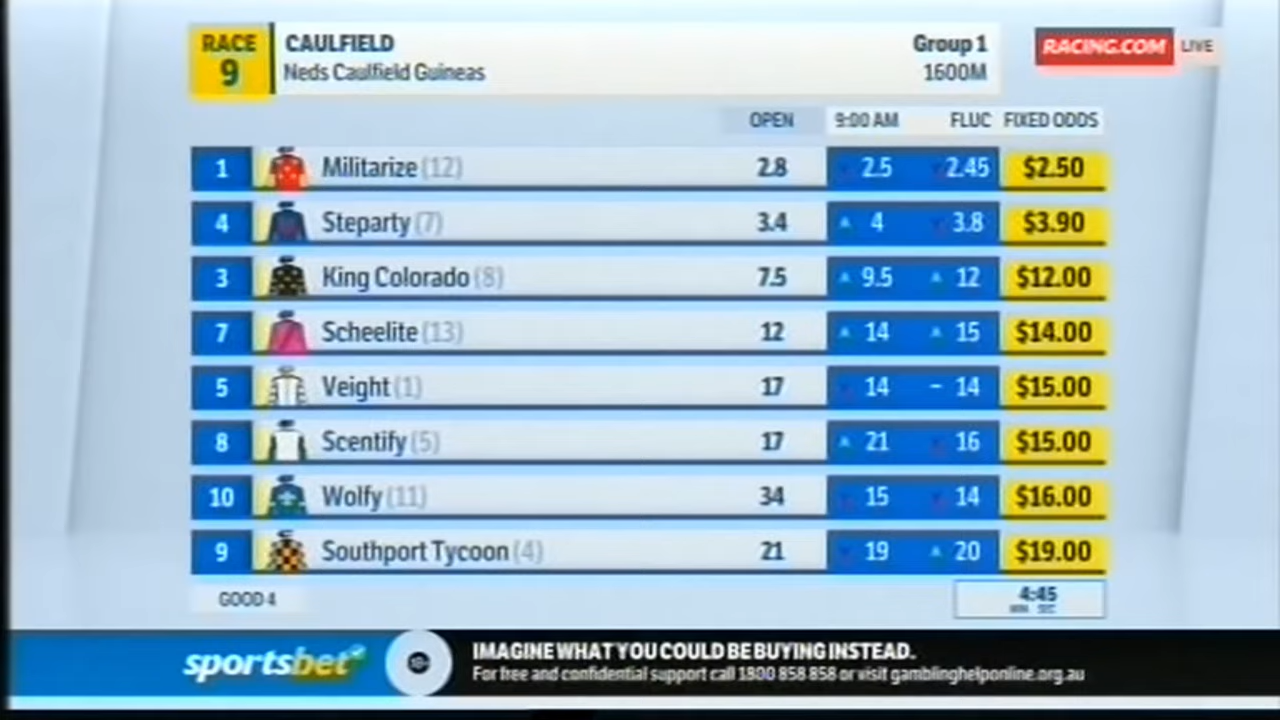 RACE 9 CAULFIELD Group 1
Neds Caulfield Guineas 1600M
RACING.COM LIVE
OPEN 9:00 AM FLUC FIXED ODDS
1 Militarize (12) 2.8 2.5 2.45 $2.50
4 Steparty (7) 3.4 4 3.8 $3.90
3 King Colorado (8) 7.5 9.5 12 $12.00
7 Scheelite (13) 12 14 15 $14.00
5 Veight (1) 17 14 - 14 $15.00
8 Scentify (5) 17 21 16 $15.00
10 Wolfy (11) 34 15 14 $16.00
9 Southport Tycoon (4) 21 19 20 $19.00
GOOD 4 4:45
MIN SEC
sportsbet 18+ IMAGINE WHAT YOU COULD BE BUYING INSTEAD.
For free and confidential support call 1800 858 858 or visit gamblinghelponline.org.au